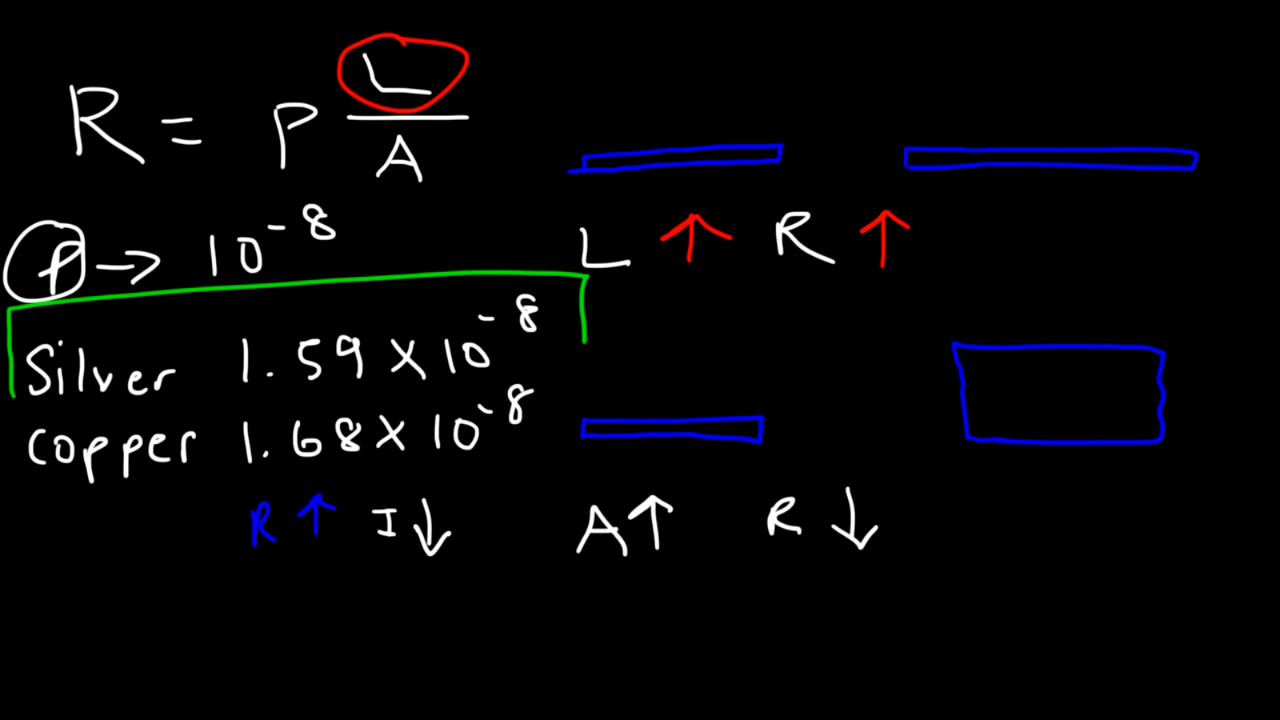 R = ρ L/A
ρ → 10⁻⁸
L ↑ R ↑
Silver 1.59 × 10⁻⁸
Copper 1.68 × 10⁻⁸
R ↑ I ↓
A ↑ R ↓